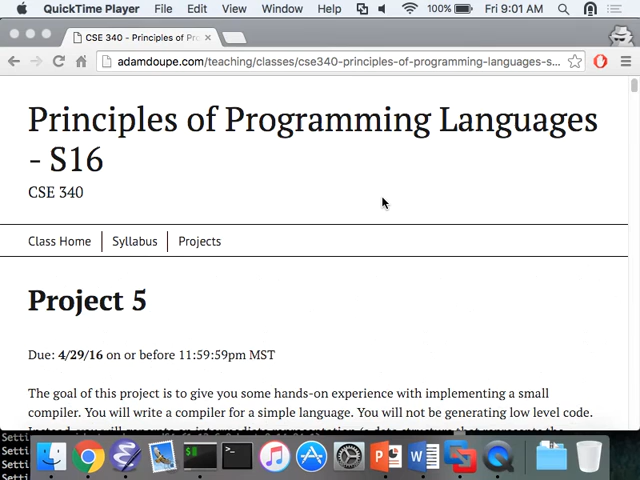 QuickTime Player File Edit View Window Help 100% Fri 9:01 AM
CSE 340 - Principles of Pro
adamdoupe.com/teaching/classes/cse340-principles-of-programming-languages-s...
Principles of Programming Languages
- S16
CSE 340
Class Home Syllabus Projects
Project 5
Due: 4/29/16 on or before 11:59:59pm MST
The goal of this project is to give you some hands-on experience with implementing a small
compiler. You will write a compiler for a simple language. You will not be generating low level code.
Setti
Setti
Setti
Setti